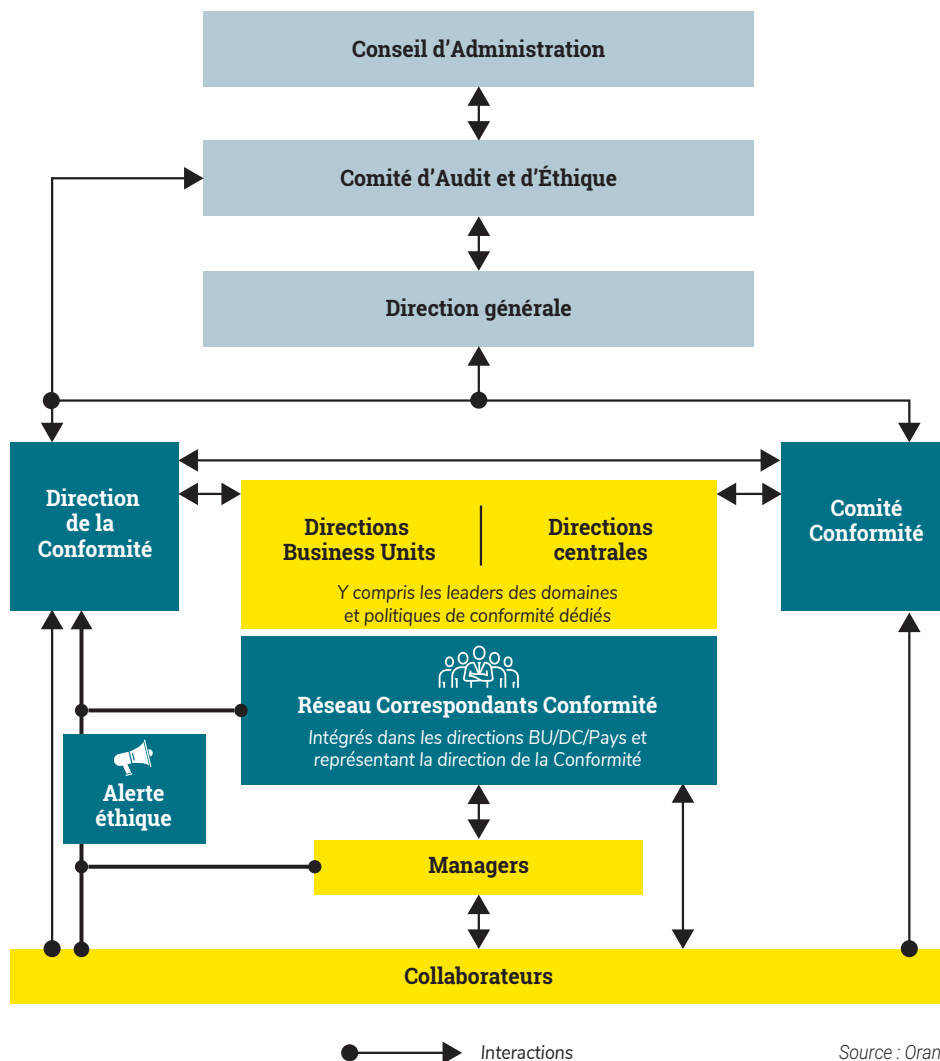 Conseil d’Administration
Comité d’Audit et d’Éthique
Direction générale
Direction
de la
Conformité
Directions
Business Units
Directions
centrales
Y compris les leaders des domaines
et politiques de conformité dédiés
Comité
Conformité
Réseau Correspondants Conformité
Intégrés dans les directions BU/DC/Pays et
représentant la direction de la Conformité
Alerte
éthique
Managers
Collaborateurs
Interactions
Source :